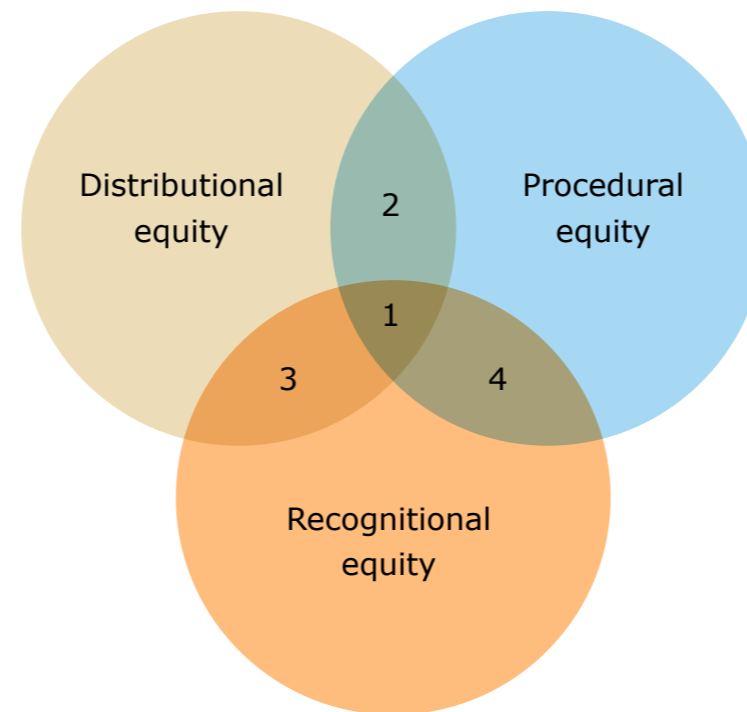 Distributional
equity
Procedural
equity
2
1
3
4
Recognitional
equity